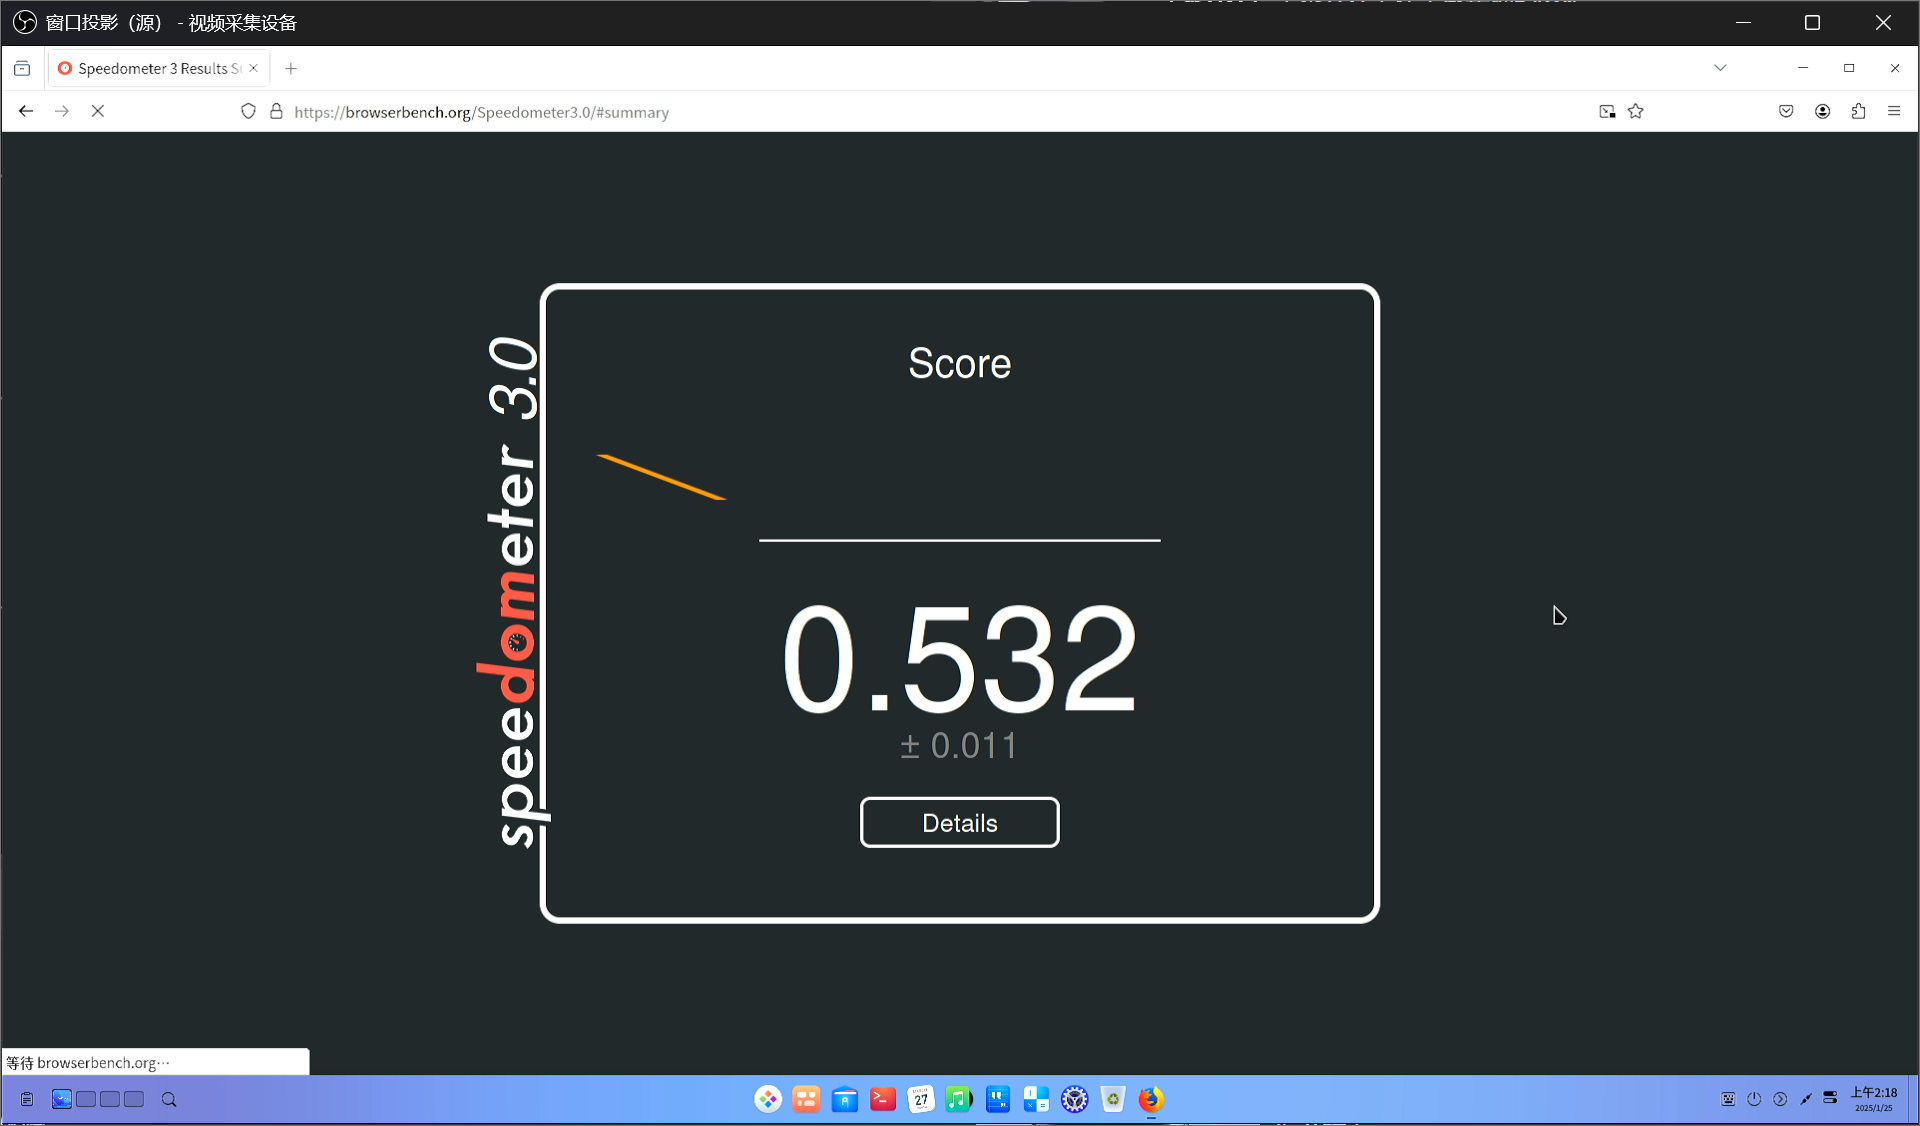 窗口投影（源） - 视频采集设备
Speedometer 3 Results
https://browserbench.org/Speedometer3.0/#summary
speedometer 3.0
Score
0.532
± 0.011
Details
等待 browserbench.org…
27
上午2:18
2025/1/25